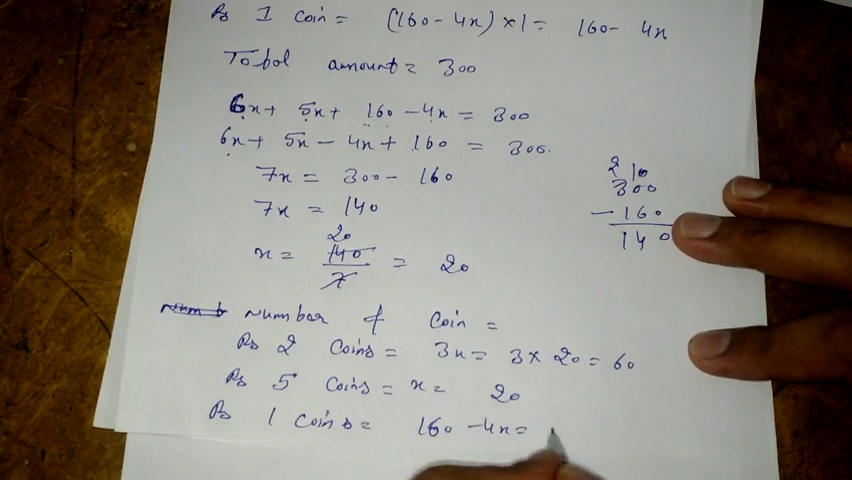 Rs 1 Coin = (160 - 4x) × 1 = 160 - 4x
Total amount = 300
6x + 5x + 160 - 4x = 300
6x + 5x - 4x + 160 = 300.
7x = 300 - 160
7x = 140
x = 140/7 = 20
20
2 10
300
- 160
140
Number of Coin =
Rs 2 Coins = 3x = 3 × 20 = 60
Rs 5 Coins = x = 20
Rs 1 Coins = 160 - 4x =